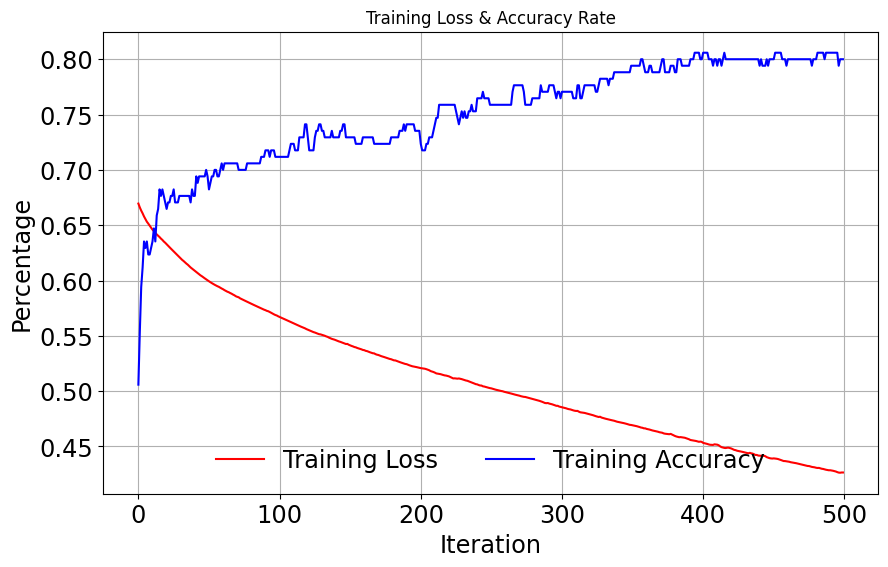 Training Loss & Accuracy Rate
0.80
0.75
0.70
0.65
0.60
0.55
0.50
0.45
Percentage
Training Loss Training Accuracy
0 100 200 300 400 500
Iteration